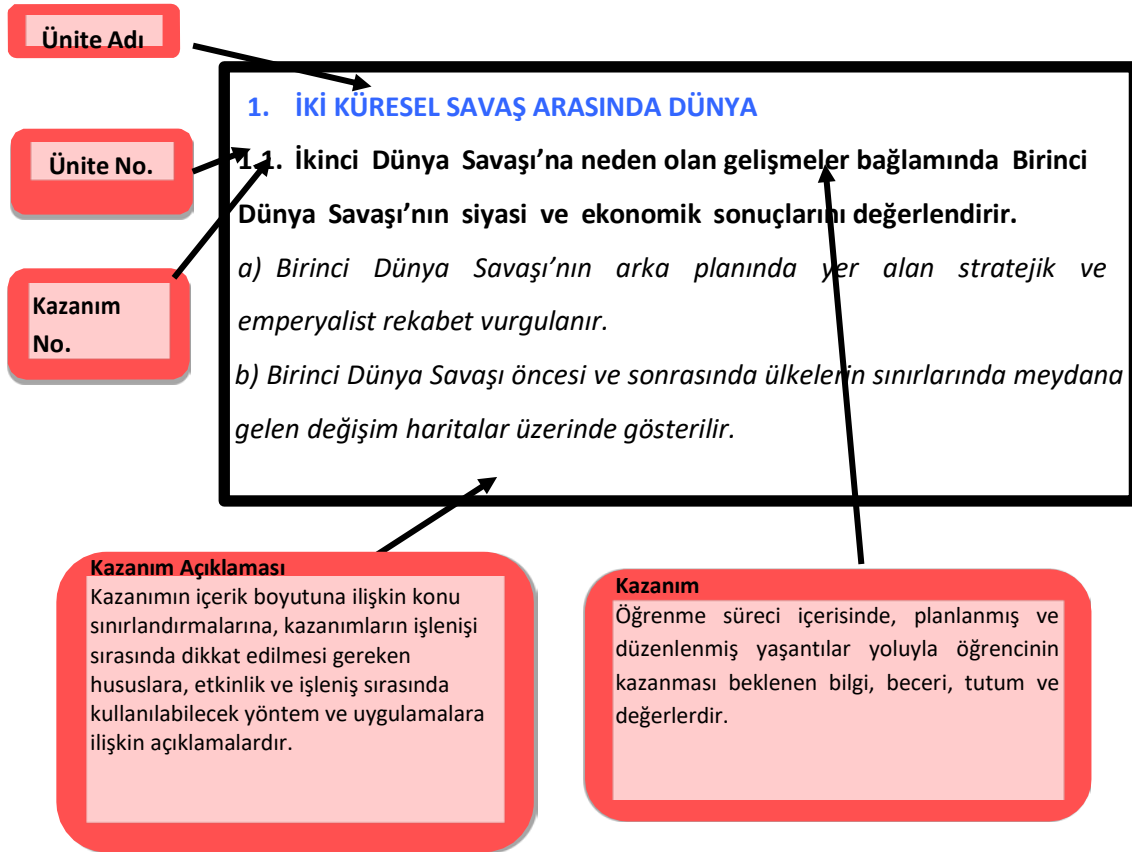 Ünite Adı
1. İKİ KÜRESEL SAVAŞ ARASINDA DÜNYA
Ünite No.
1.1. İkinci Dünya Savaşı’na neden olan gelişmeler bağlamında Birinci
Dünya Savaşı’nın siyasi ve ekonomik sonuçlarını değerlendirir.
a) Birinci Dünya Savaşı’nın arka planında yer alan stratejik ve
emperyalist rekabet vurgulanır.
Kazanım
No.
b) Birinci Dünya Savaşı öncesi ve sonrasında ülkelerin sınırlarında meydana
gelen değişim haritalar üzerinde gösterilir.
Kazanım Açıklaması
Kazanımın içerik boyutuna ilişkin konu
sınırlandırmalarına, kazanımların işlenişi
sırasında dikkat edilmesi gereken
hususlara, etkinlik ve işleniş sırasında
kullanılabilecek yöntem ve uygulamalara
ilişkin açıklamalardır.
Kazanım
Öğrenme süreci içerisinde, planlanmış ve
düzenlenmiş yaşantılar yoluyla öğrencinin
kazanması beklenen bilgi, beceri, tutum ve
değerlerdir.